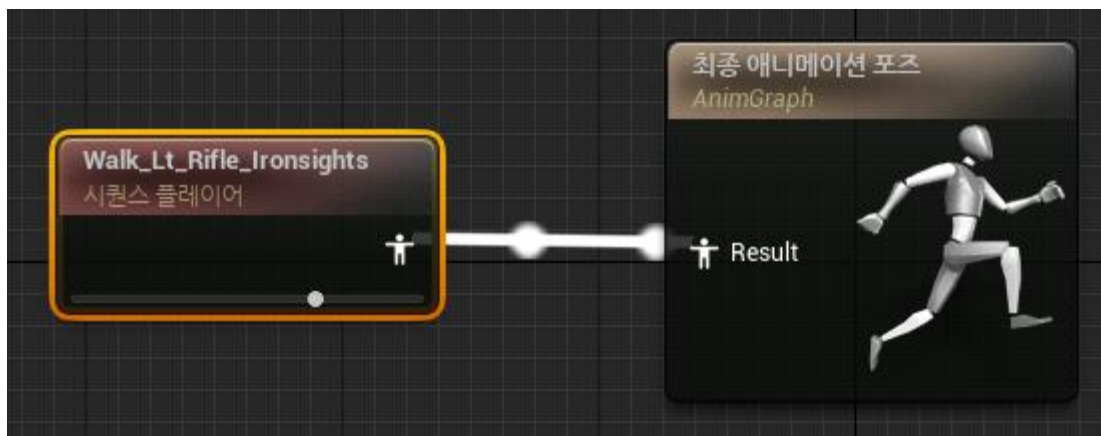 Walk_Lt_Rifle_Ironsights
시퀀스 플레이어
최종 애니메이션 포즈
AnimGraph
Result